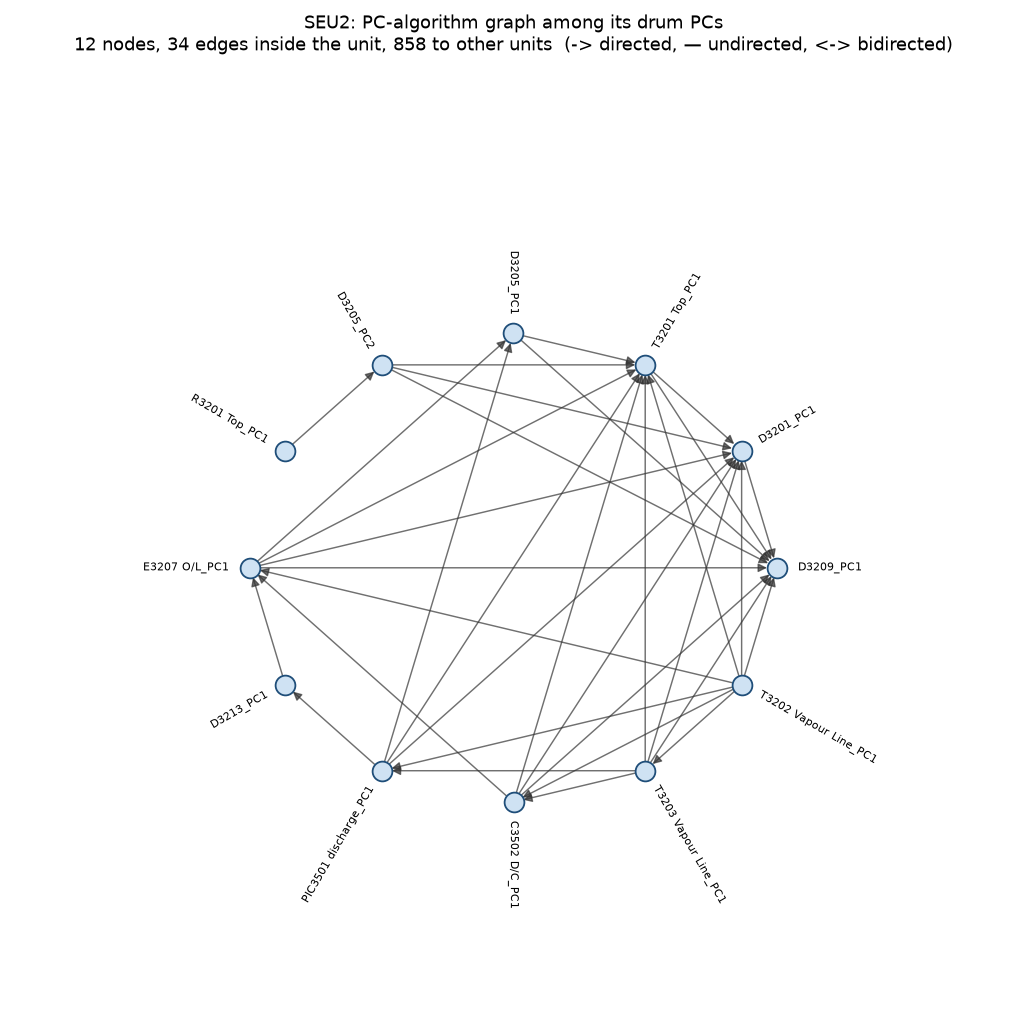 SEU2: PC-algorithm graph among its drum PCs
12 nodes, 34 edges inside the unit, 858 to other units  (-> directed, — undirected, <-> bidirected)
D3205_PC1
T3201 Top_PC1
D3205_PC2
R3201 Top_PC1
D3201_PC1
E3207 O/L_PC1
D3209_PC1
D3213_PC1
T3202 Vapour Line_PC1
PIC3501 discharge_PC1
C3502 D/C_PC1
T3203 Vapour Line_PC1